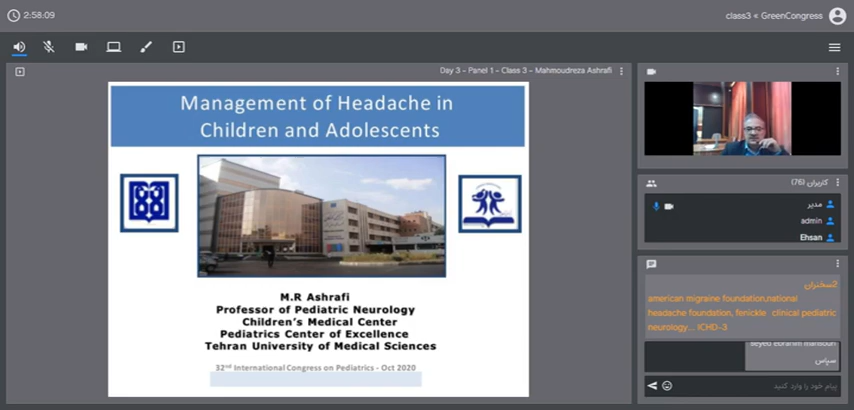 2:58:09
class3 < GreenCongress
Day 3 - Panel 1 - Class 3 - Mahmoudreza Ashrafi
Management of Headache in
Children and Adolescents
M.R Ashrafi
Professor of Pediatric Neurology
Children's Medical Center
Pediatrics Center of Excellence
Tehran University of Medical Sciences
32nd International Congress on Pediatrics - Oct 2020
کاربران (76)
مدیر
admin
Ehsan
سخنران2
american migraine foundation,national
headache foundation, fenickle clinical pediatric
neurology... ICHD-3
seyed ebrahim mansouri
سپاس
پیام خود را وارد کنید